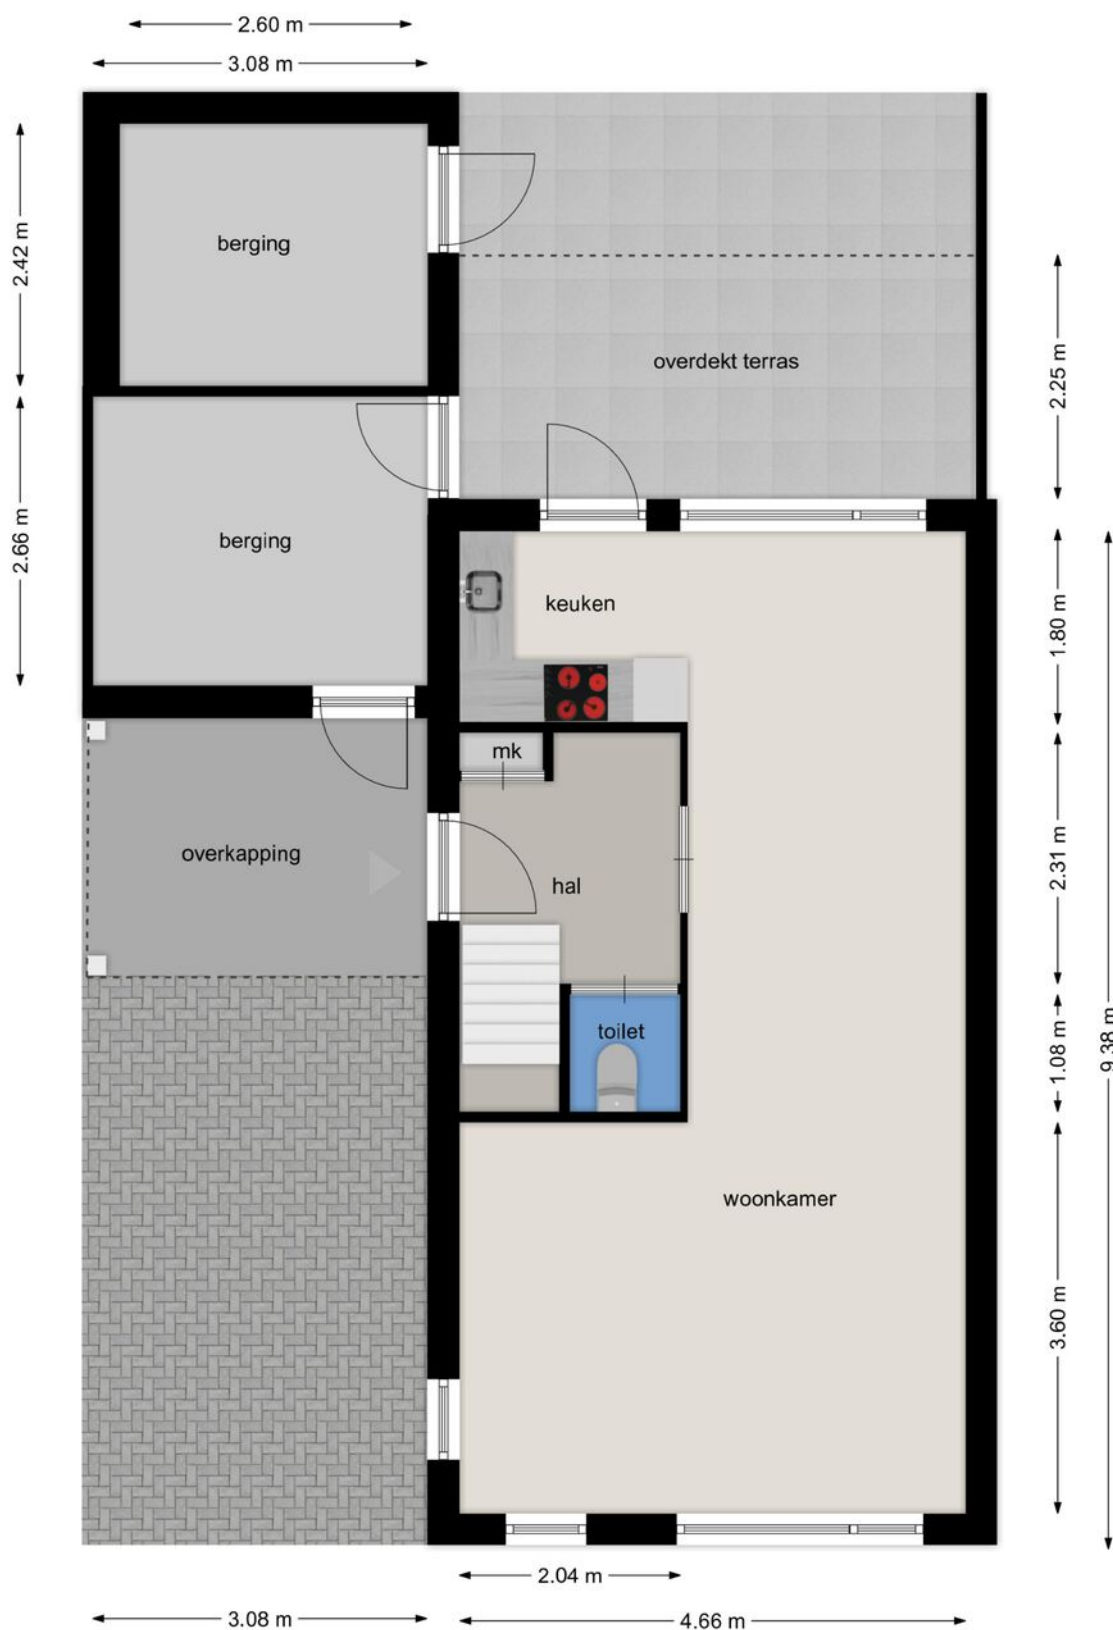 2.60 m
3.08 m
berging
2.42 m
overdekt terras
2.25 m
berging
2.66 m
keuken
1.80 m
mk
overkapping
hal
2.31 m
toilet
1.08 m
9.38 m
woonkamer
3.60 m
2.04 m
3.08 m
4.66 m